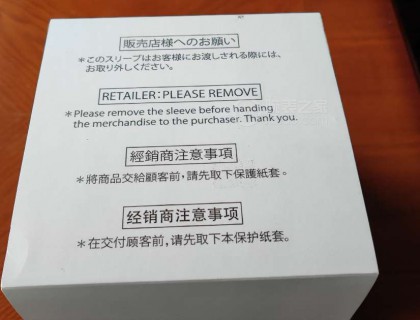 販売店様へのお願い
＊このスリーブはお客様にお渡しされる際には、
お取り外しください。
RETAILER:PLEASE REMOVE
＊Please remove the sleeve before handing
the merchandise to the purchaser. Thank you.
經銷商注意事項
＊將商品交給顧客前，請先取下保護紙套。
经销商注意事项
＊在交付顾客前，请先取下本保护纸套。